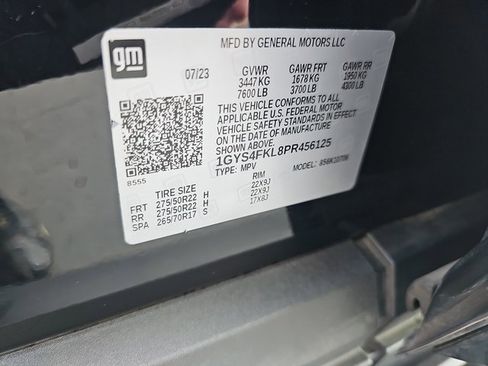 gm
MFD BY GENERAL MOTORS LLC
07/23 GVWR GAWR FRT GAWR RR
3447 KG 1678 KG 1950 KG
7600 LB 3700 LB 4300 LB
THIS VEHICLE CONFORMS TO ALL
APPLICABLE U.S. FEDERAL MOTOR
VEHICLE SAFETY STANDARDS IN
EFFECT ON THE DATE OF MANUFACTURE
SHOWN ABOVE.
1GYS4FKL8PR456125
TYPE: MPV MODEL:
8555
TIRE SIZE RIM
FRT 275/50R22 H 22X9J
RR 275/50R22 H 22X9J
SPA 265/70R17 S 17X8J